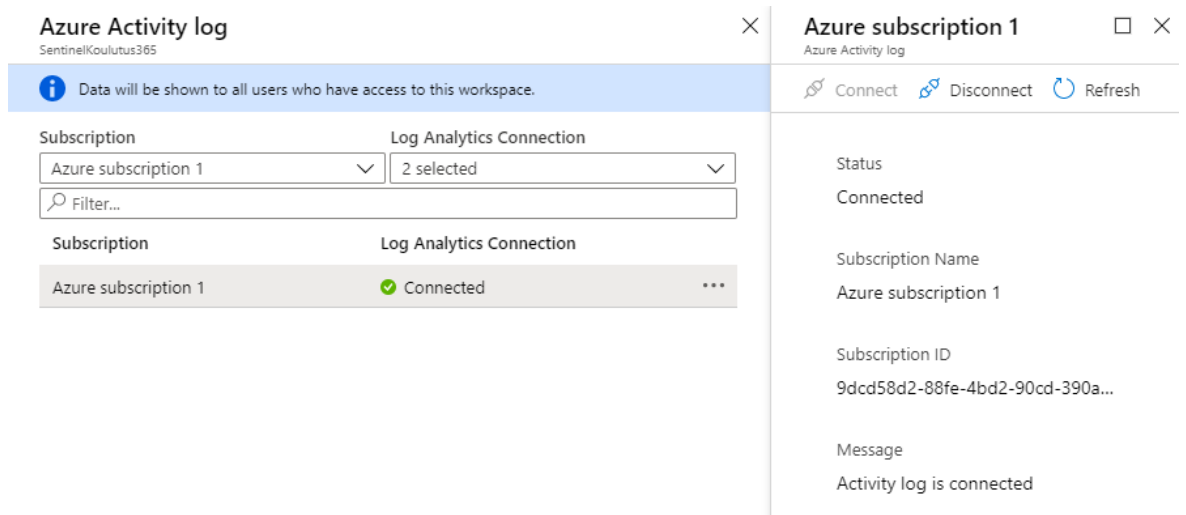 Azure Activity log
SentinelKoulutus365
Data will be shown to all users who have access to this workspace.
Subscription
Log Analytics Connection
Azure subscription 1
2 selected
Filter...
Subscription
Log Analytics Connection
Azure subscription 1
Connected
Azure subscription 1
Azure Activity log
Connect
Disconnect
Refresh
Status
Connected
Subscription Name
Azure subscription 1
Subscription ID
9dcd58d2-88fe-4bd2-90cd-390a...
Message
Activity log is connected